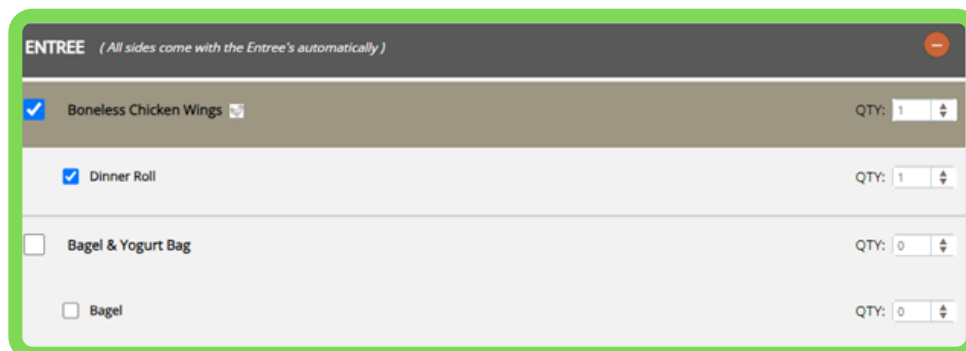 ENTREE ( All sides come with the Entree's automatically )
Boneless Chicken Wings QTY: 1
Dinner Roll QTY: 1
Bagel & Yogurt Bag QTY: 0
Bagel QTY: 0